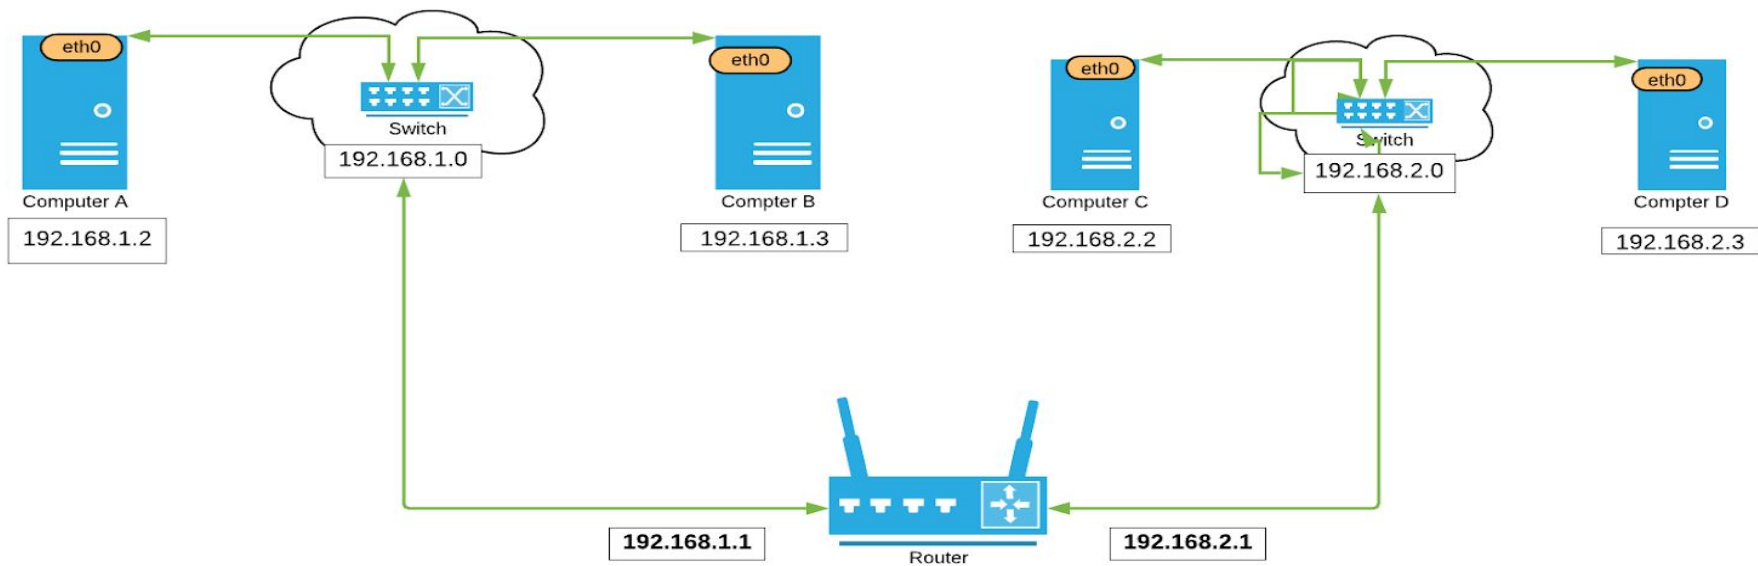 eth0
Switch
192.168.1.0
Computer A
192.168.1.2
eth0
Compter B
192.168.1.3
eth0
Computer C
192.168.2.2
Switch
192.168.2.0
eth0
Compter D
192.168.2.3
192.168.1.1
Router
192.168.2.1